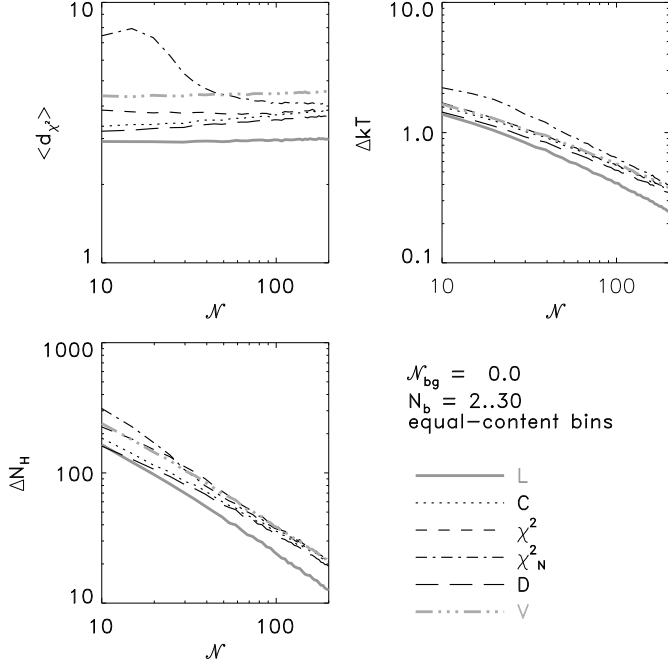 10
1
<d_χ²>
10
100
𝒩
10.0
1.0
0.1
ΔkT
10
100
𝒩
1000
100
10
ΔN_H
10
100
𝒩
𝒩_bg = 0.0
N_b = 2..30
equal-content bins
L
C
χ²
χ²_N
D
V